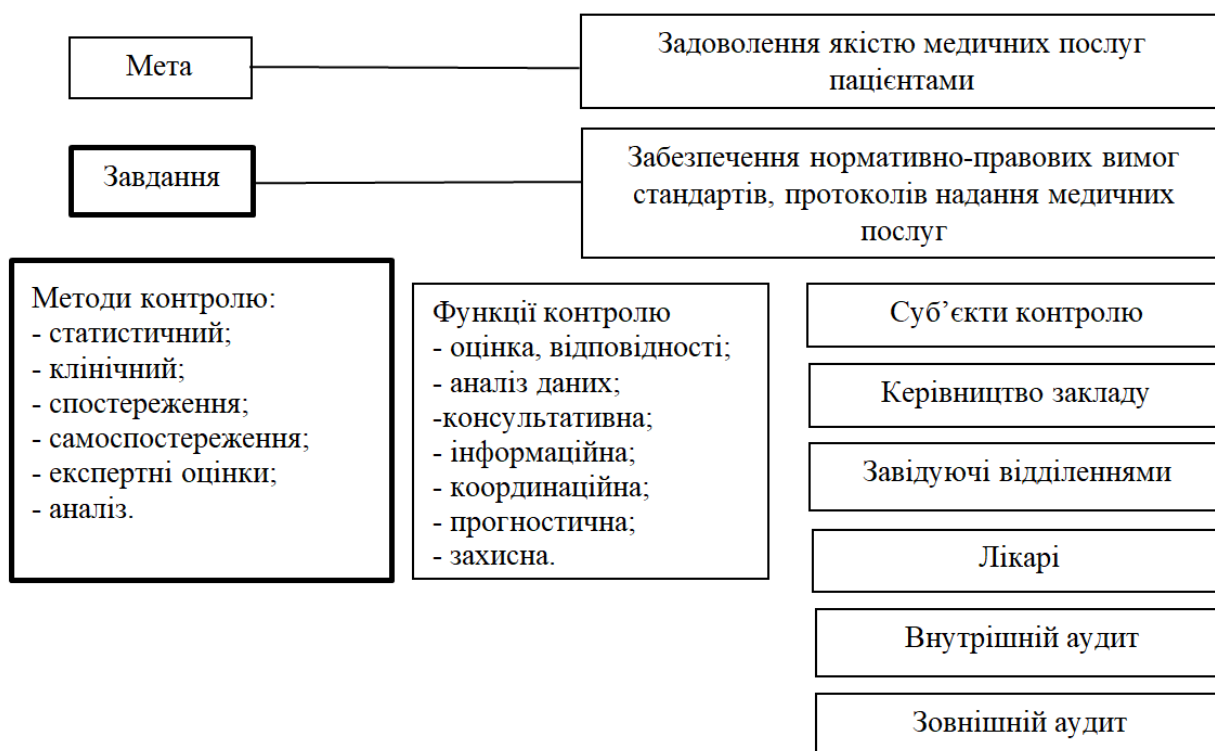 Мета
Задоволення якістю медичних послуг
пацієнтами
Завдання
Забезпечення нормативно-правових вимог
стандартів, протоколів надання медичних
послуг
Методи контролю:
- статистичний;
- клінічний;
- спостереження;
- самоспостереження;
- експертні оцінки;
- аналіз.
Функції контролю
- оцінка, відповідності;
- аналіз даних;
-консультативна;
- інформаційна;
- координаційна;
- прогностична;
- захисна.
Суб’єкти контролю
Керівництво закладу
Завідуючі відділеннями
Лікарі
Внутрішній аудит
Зовнішній аудит